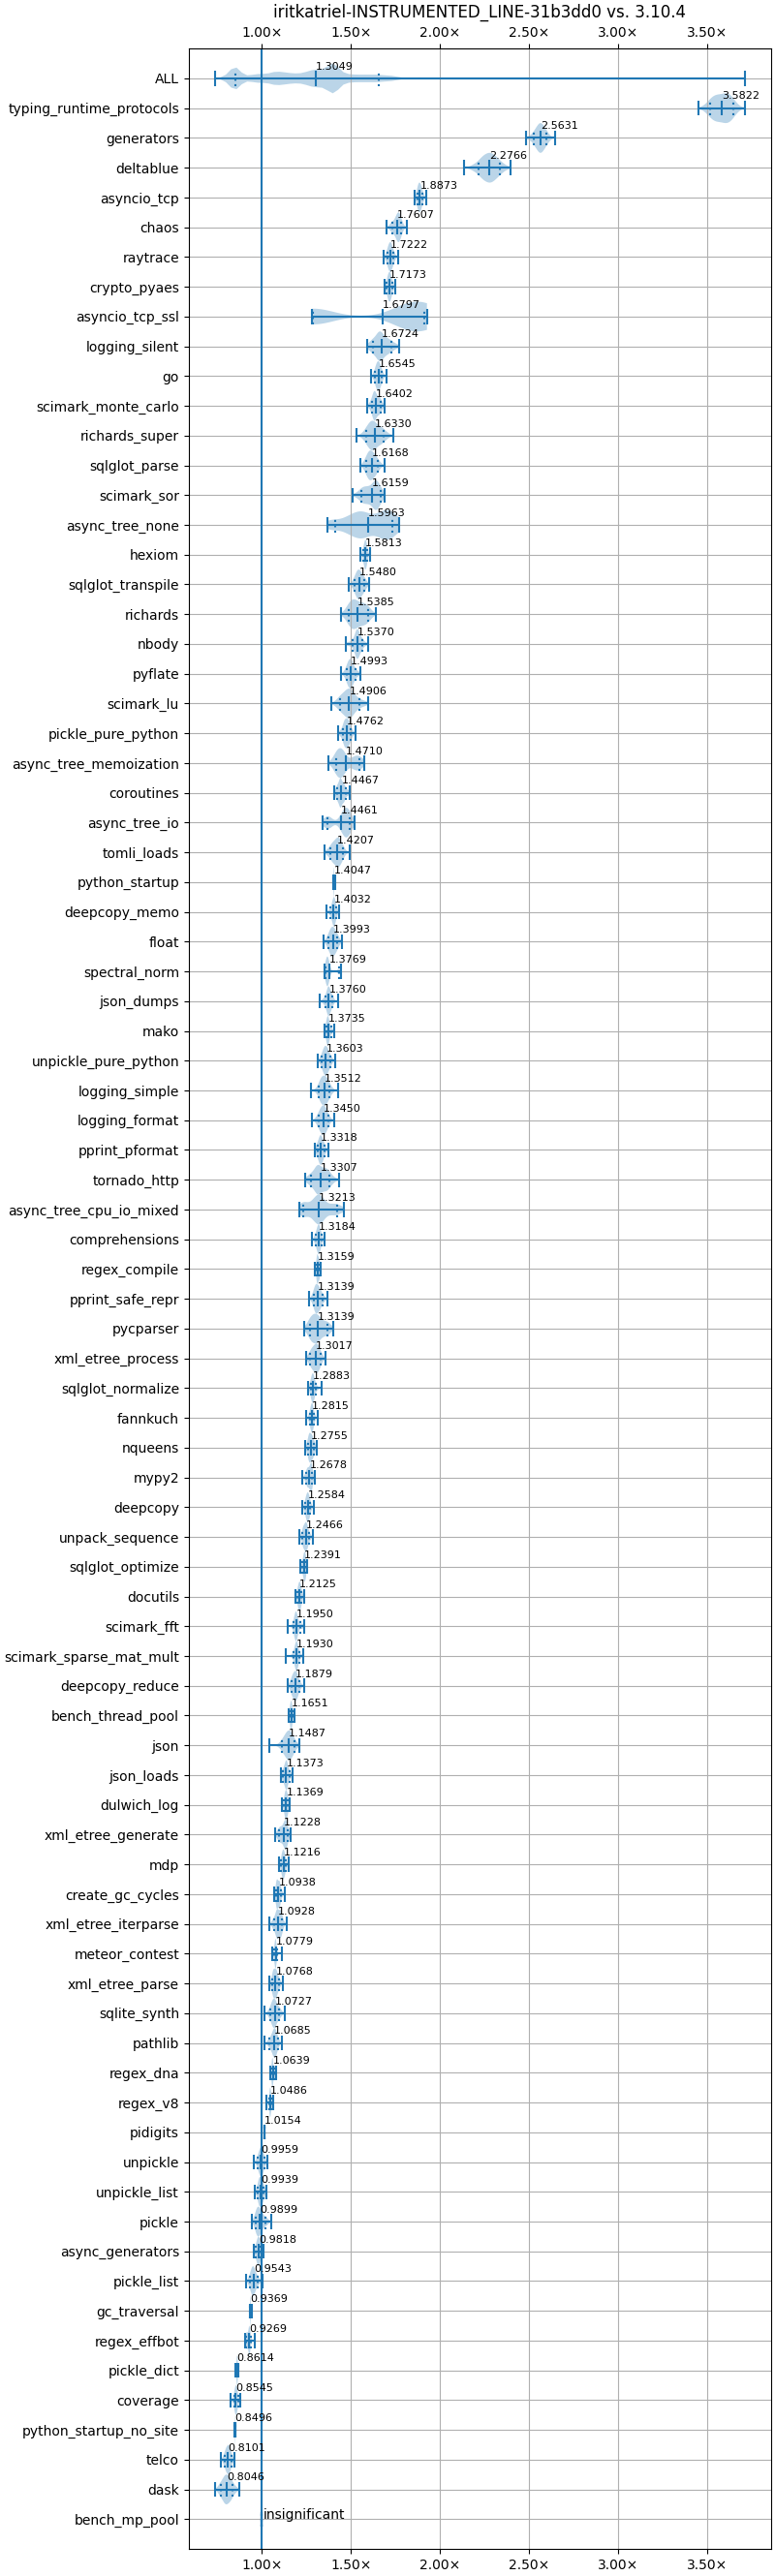 iritkatriel-INSTRUMENTED_LINE-31b3dd0 vs. 3.10.4
1.00× 1.50× 2.00× 2.50× 3.00× 3.50×
ALL 1.3049
typing_runtime_protocols 3.5822
generators 2.5631
deltablue 2.2766
asyncio_tcp 1.8873
chaos 1.7607
raytrace 1.7222
crypto_pyaes 1.7173
asyncio_tcp_ssl 1.6797
logging_silent 1.6724
go 1.6545
scimark_monte_carlo 1.6402
richards_super 1.6330
sqlglot_parse 1.6168
scimark_sor 1.6159
async_tree_none 1.5963
hexiom 1.5813
sqlglot_transpile 1.5480
richards 1.5385
nbody 1.5370
pyflate 1.4993
scimark_lu 1.4906
pickle_pure_python 1.4762
async_tree_memoization 1.4710
coroutines 1.4467
async_tree_io 1.4461
tomli_loads 1.4207
python_startup 1.4047
deepcopy_memo 1.4032
float 1.3993
spectral_norm 1.3769
json_dumps 1.3760
mako 1.3735
unpickle_pure_python 1.3603
logging_simple 1.3512
logging_format 1.3450
pprint_pformat 1.3318
tornado_http 1.3307
async_tree_cpu_io_mixed 1.3213
comprehensions 1.3184
regex_compile 1.3159
pprint_safe_repr 1.3139
pycparser 1.3139
xml_etree_process 1.3017
sqlglot_normalize 1.2883
fannkuch 1.2815
nqueens 1.2755
mypy2 1.2678
deepcopy 1.2584
unpack_sequence 1.2466
sqlglot_optimize 1.2391
docutils 1.2125
scimark_fft 1.1950
scimark_sparse_mat_mult 1.1930
deepcopy_reduce 1.1879
bench_thread_pool 1.1651
json 1.1487
json_loads 1.1373
dulwich_log 1.1369
xml_etree_generate 1.1228
mdp 1.1216
create_gc_cycles 1.0938
xml_etree_iterparse 1.0928
meteor_contest 1.0779
xml_etree_parse 1.0768
sqlite_synth 1.0727
pathlib 1.0685
regex_dna 1.0639
regex_v8 1.0486
pidigits 1.0154
unpickle 0.9959
unpickle_list 0.9939
pickle 0.9899
async_generators 0.9818
pickle_list 0.9543
gc_traversal 0.9369
regex_effbot 0.9269
pickle_dict 0.8614
coverage 0.8545
python_startup_no_site 0.8496
telco 0.8101
dask 0.8046
bench_mp_pool insignificant
1.00× 1.50× 2.00× 2.50× 3.00× 3.50×